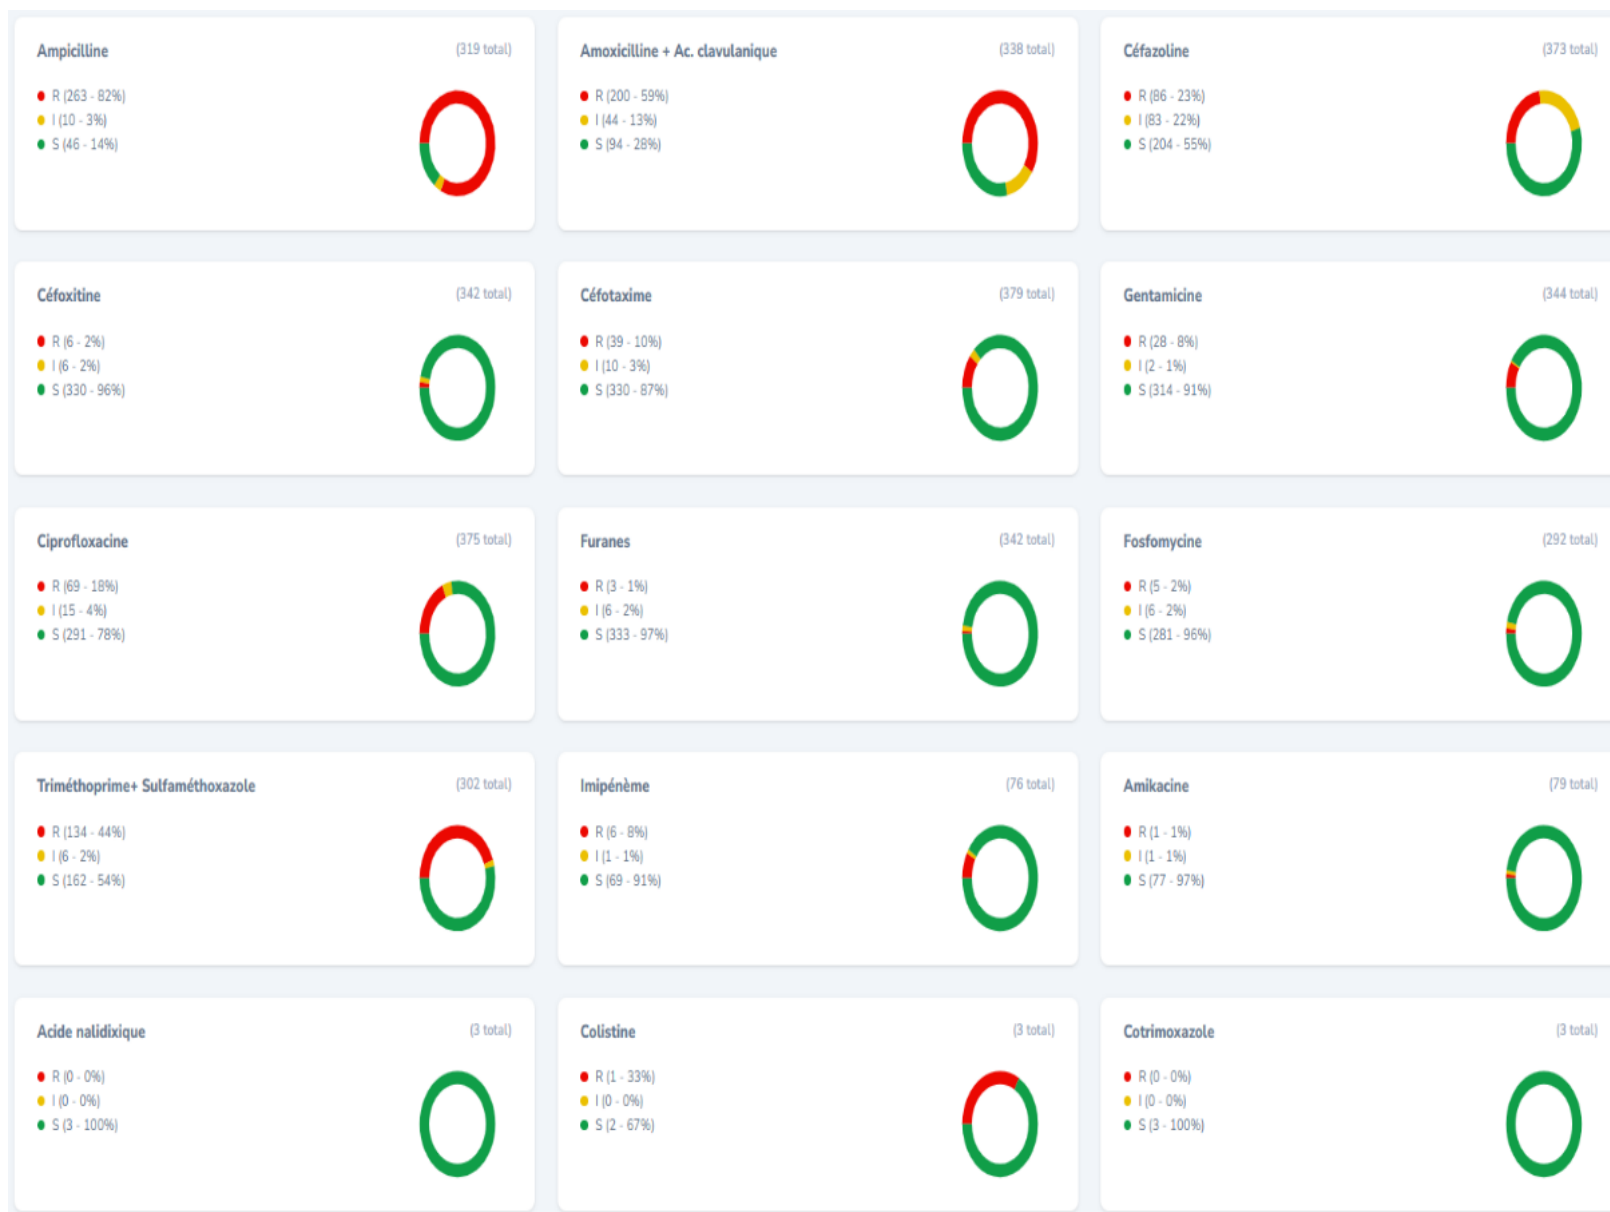 Ampicilline (319 total)
R (263 - 82%)
I (10 - 3%)
S (46 - 14%)
Amoxicilline + Ac. clavulanique (338 total)
R (200 - 59%)
I (44 - 13%)
S (94 - 28%)
Céfazoline (373 total)
R (86 - 23%)
I (83 - 22%)
S (204 - 55%)
Céfoxitine (342 total)
R (6 - 2%)
I (6 - 2%)
S (330 - 96%)
Céfotaxime (379 total)
R (39 - 10%)
I (10 - 3%)
S (330 - 87%)
Gentamicine (344 total)
R (28 - 8%)
I (2 - 1%)
S (314 - 91%)
Ciprofloxacine (375 total)
R (69 - 18%)
I (15 - 4%)
S (291 - 78%)
Furanes (342 total)
R (3 - 1%)
I (6 - 2%)
S (333 - 97%)
Fosfomycine (292 total)
R (5 - 2%)
I (6 - 2%)
S (281 - 96%)
Triméthoprime+ Sulfaméthoxazole (302 total)
R (134 - 44%)
I (6 - 2%)
S (162 - 54%)
Imipénème (76 total)
R (6 - 8%)
I (1 - 1%)
S (69 - 91%)
Amikacine (79 total)
R (1 - 1%)
I (1 - 1%)
S (77 - 97%)
Acide nalidixique (3 total)
R (0 - 0%)
I (0 - 0%)
S (3 - 100%)
Colistine (3 total)
R (1 - 33%)
I (0 - 0%)
S (2 - 67%)
Cotrimoxazole (3 total)
R (0 - 0%)
I (0 - 0%)
S (3 - 100%)